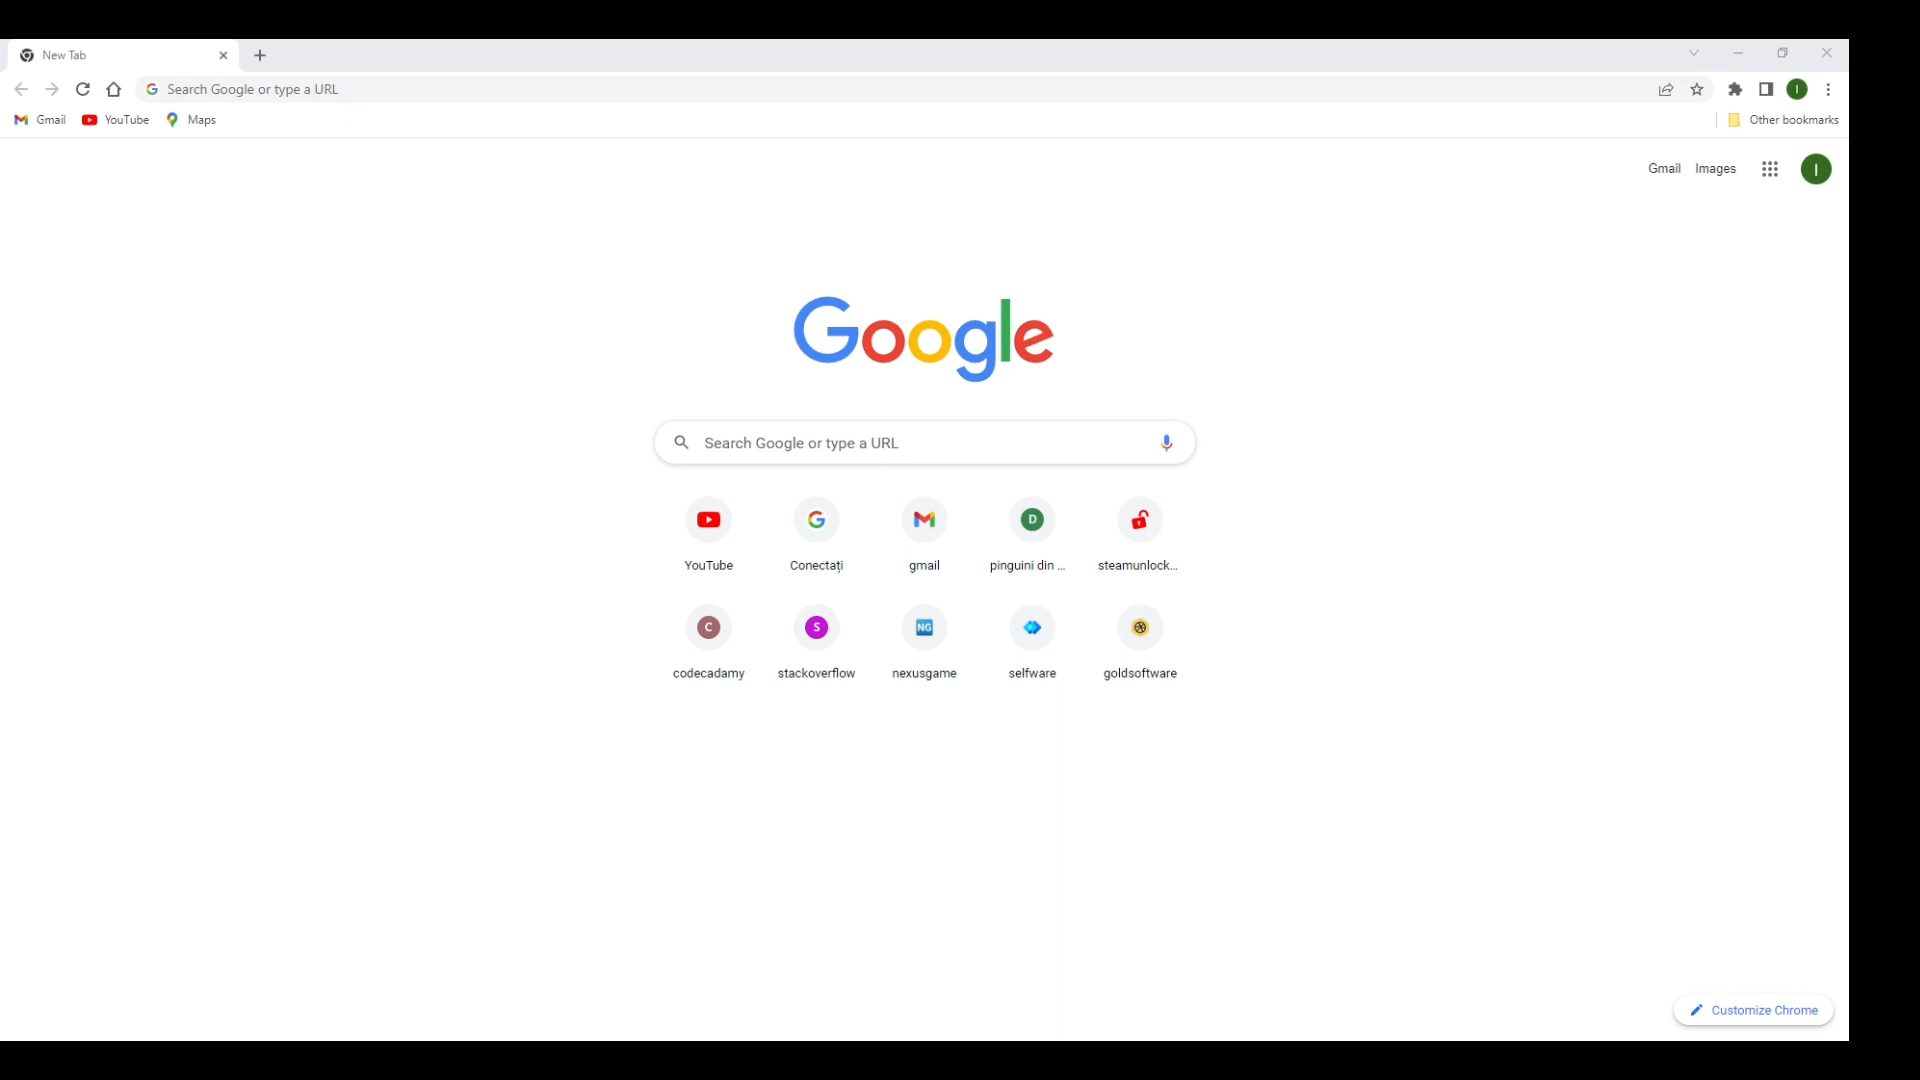 New Tab
Search Google or type a URL
Gmail YouTube Maps Other bookmarks
Gmail Images I
Google
Search Google or type a URL
YouTube Conectați gmail pinguini din ... steamunlock...
codecadamy stackoverflow nexusgame selfware goldsoftware
Customize Chrome